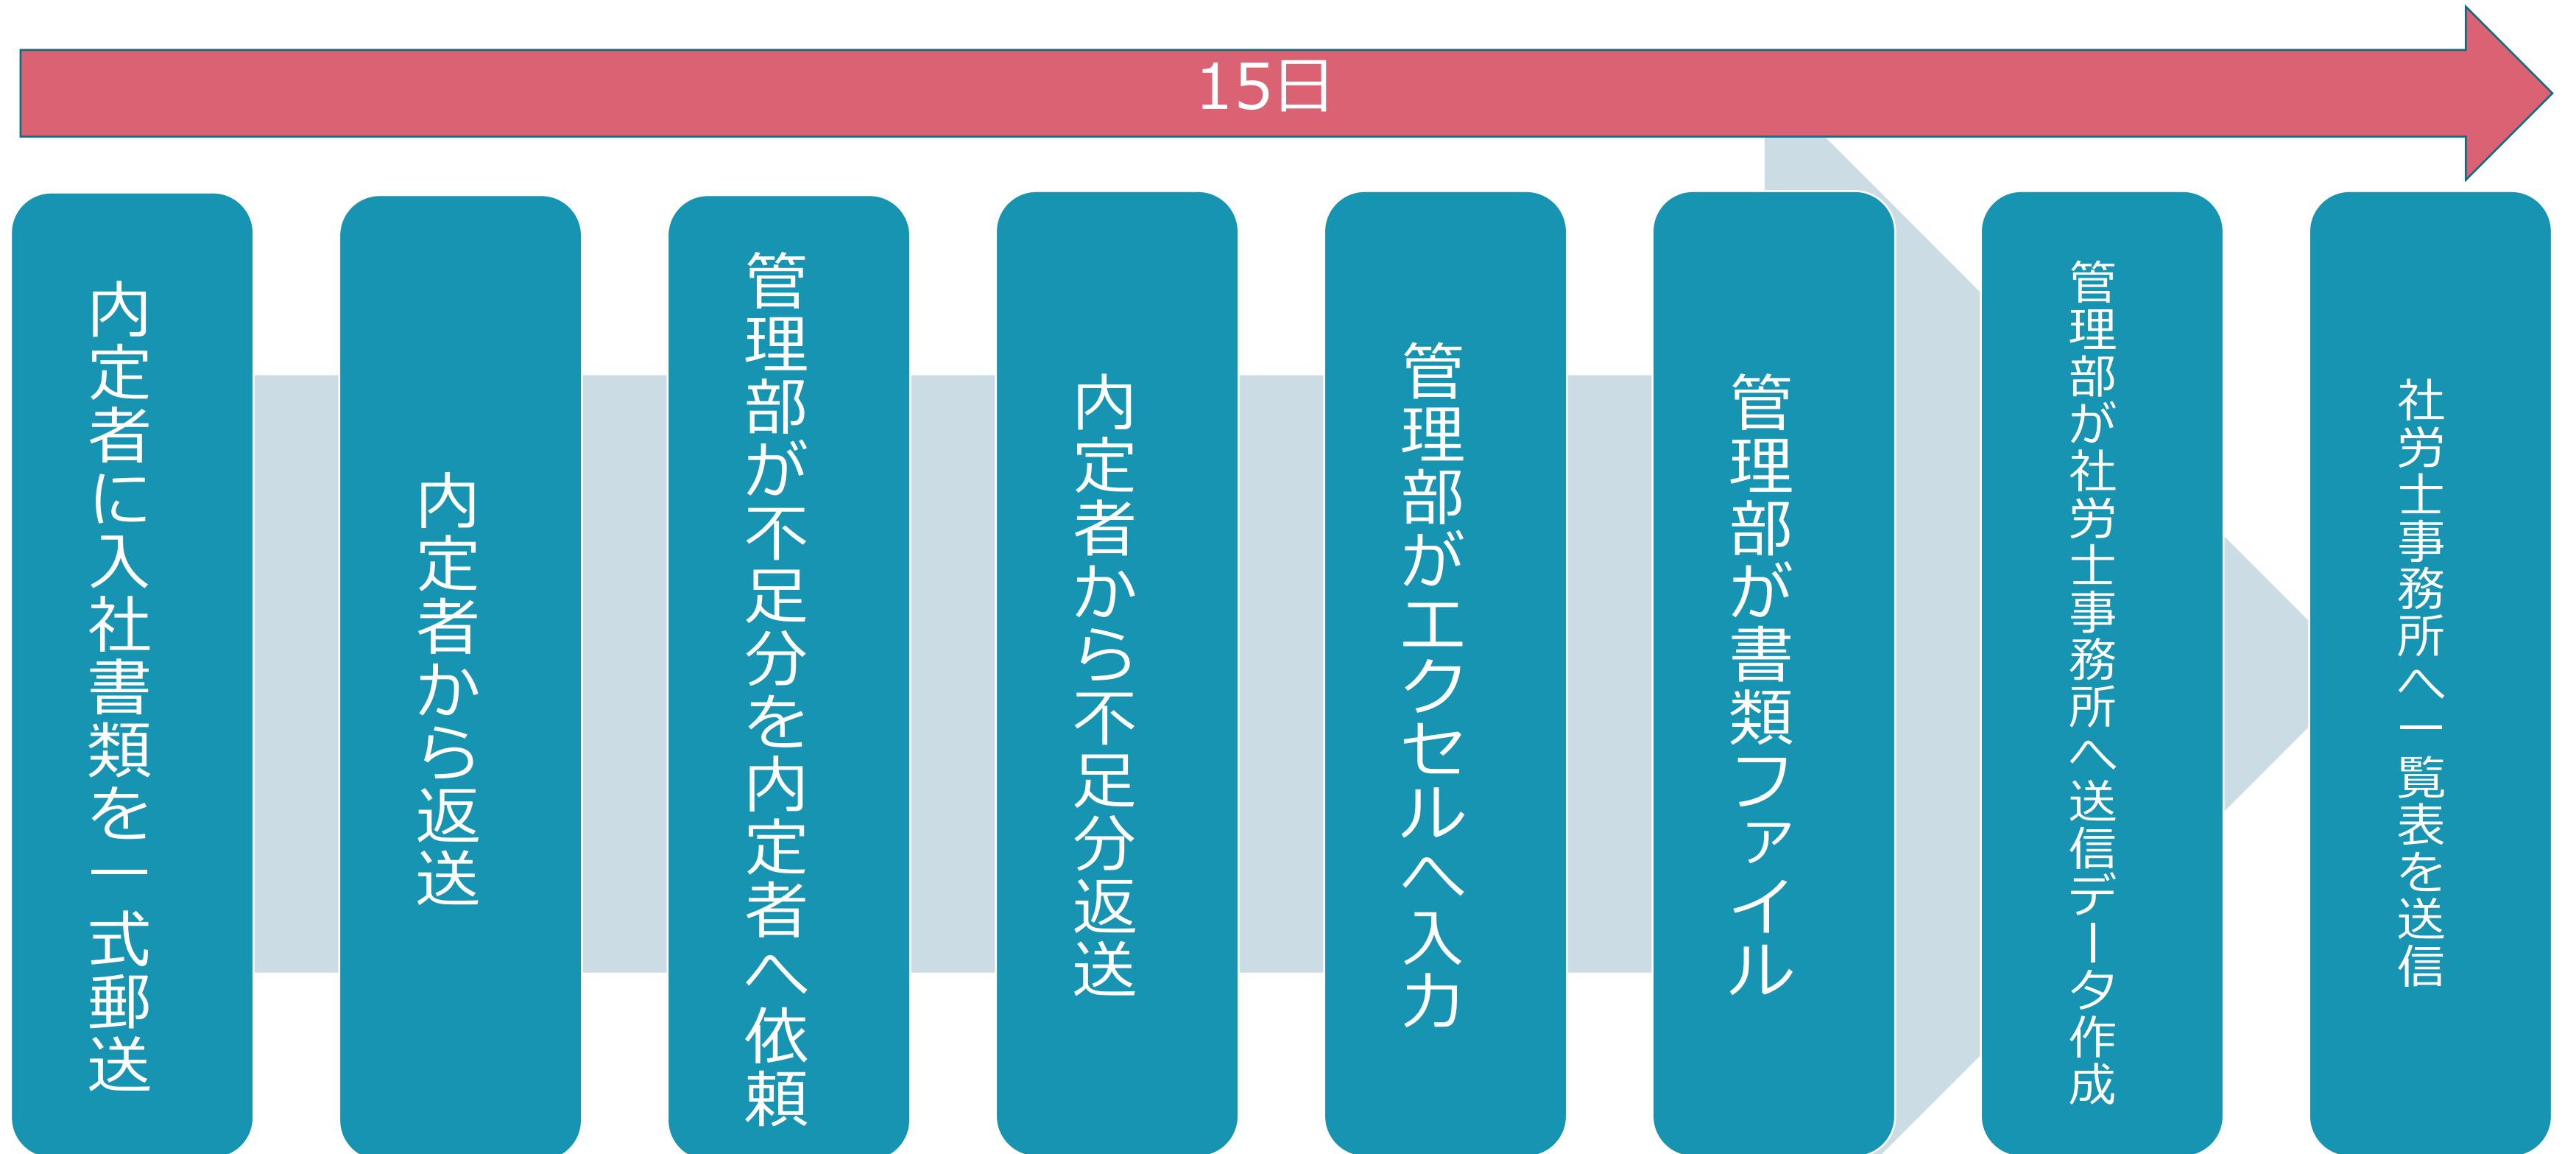 15日
内定者に入社書類を一式郵送
内定者から返送
管理部が不足分を内定者へ依頼
内定者から不足分返送
管理部がエクセルへ入力
管理部が書類ファイル
管理部が社労士事務所へ送信データ作成
社労士事務所へ一覧表を送信